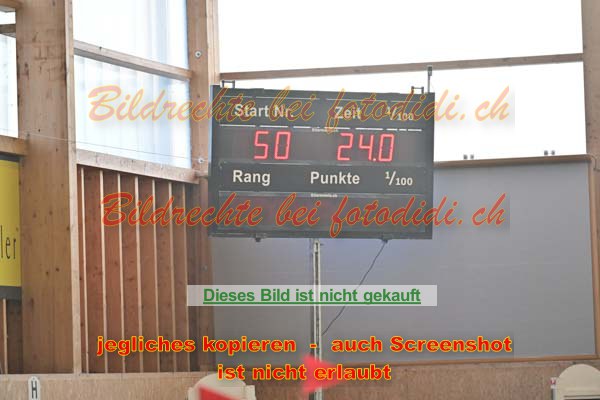 Bildrechte bei fotodidi.ch
Start Nr. Zeit 1/100
50 24.0
Rang Punkte 1/100
Bildrechte bei fotodidi.ch
ler
Dieses Bild ist nicht gekauft
jegliches kopieren - auch Screenshot
ist nicht erlaubt
H